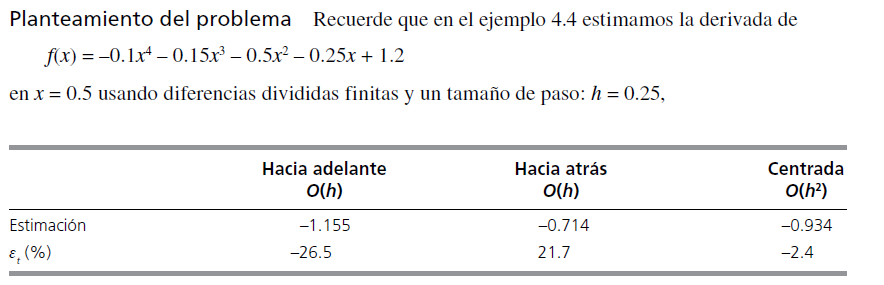 Planteamiento del problema Recuerde que en el ejemplo 4.4 estimamos la derivada de
f(x) = –0.1x⁴ – 0.15x³ – 0.5x² – 0.25x + 1.2
en x = 0.5 usando diferencias divididas finitas y un tamaño de paso: h = 0.25,
Hacia adelante Hacia atrás Centrada
O(h) O(h) O(h²)
Estimación –1.155 –0.714 –0.934
εₜ (%) –26.5 21.7 –2.4